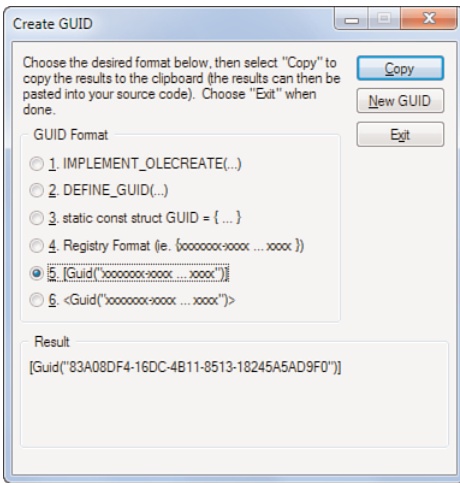 Create GUID
Choose the desired format below, then select "Copy" to
copy the results to the clipboard (the results can then be
pasted into your source code). Choose "Exit" when
done.
Copy
New GUID
Exit
GUID Format
1. IMPLEMENT_OLECREATE(...)
2. DEFINE_GUID(...)
3. static const struct GUID = { ... }
4. Registry Format (ie. {xxxxxxxx-xxxx ... xxxx })
5. [Guid("xxxxxxxx-xxxx ... xxxx")]
6. <Guid("xxxxxxxx-xxxx ... xxxx")>
Result
[Guid("83A08DF4-16DC-4B11-8513-18245A5AD9F0")]